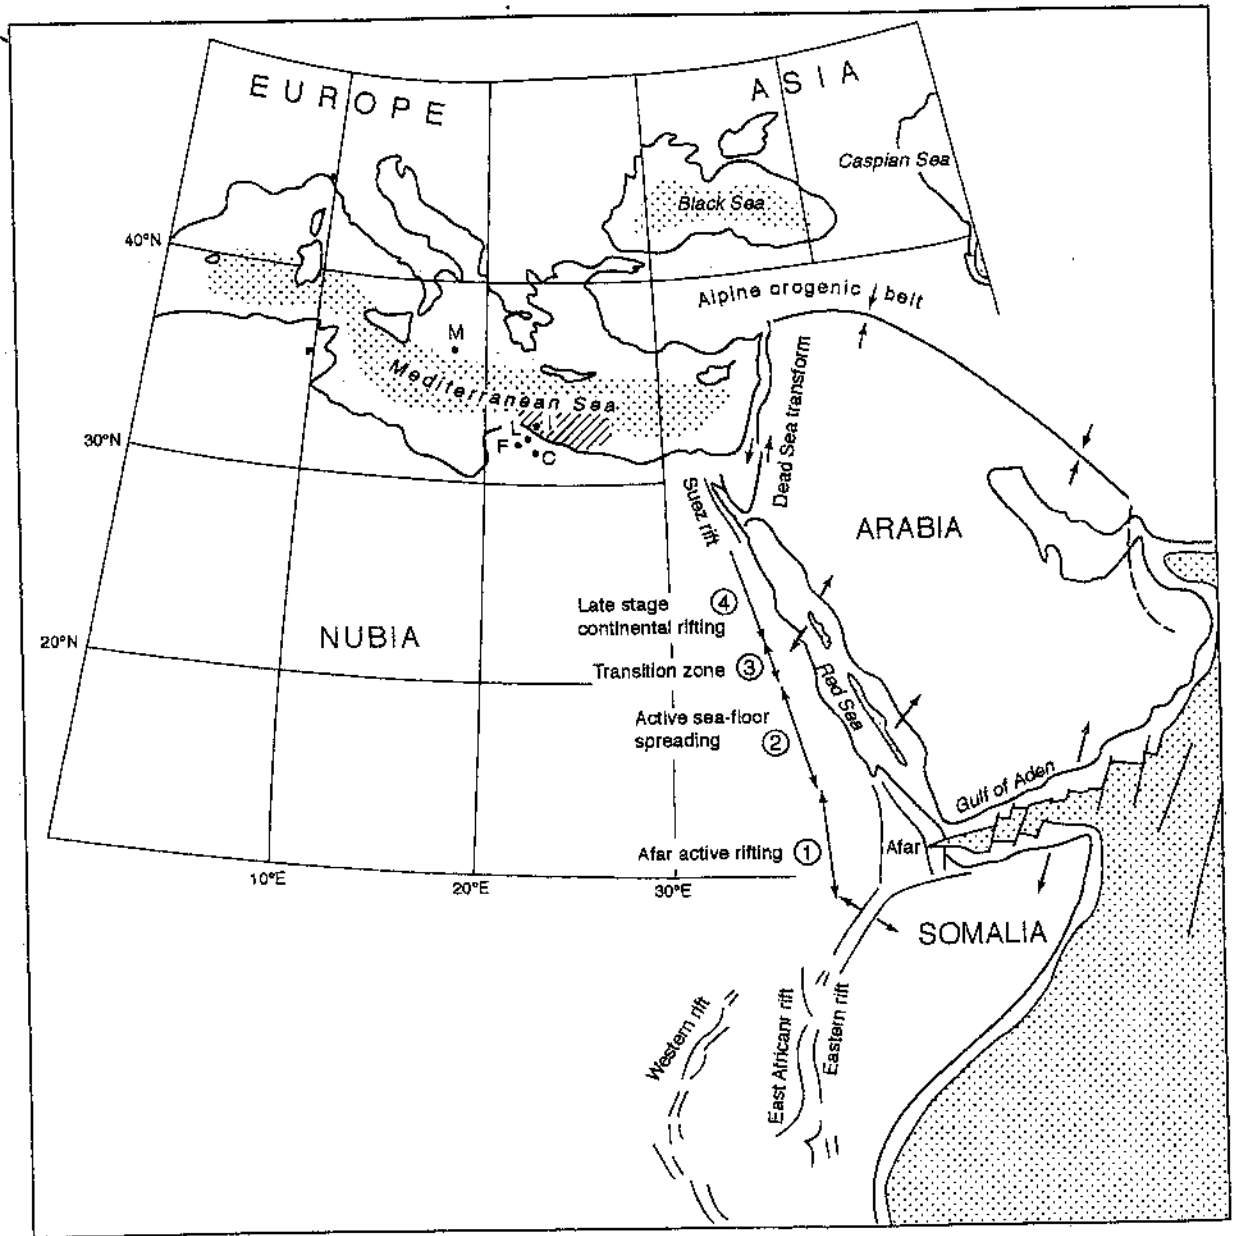 EUROPE
ASIA
Caspian Sea
Black Sea
40°N
Alpine orogenic belt
M
Mediterranean Sea
Dead Sea transform
30°N
L
F
C
Suez rift
ARABIA
Late stage ④
continental rifting
20°N
NUBIA
Transition zone ③
Red Sea
Active sea-floor
spreading ②
Gulf of Aden
Afar active rifting ①
Afar
10°E
20°E
30°E
SOMALIA
Western rift
East Africanr rift
Eastern rift